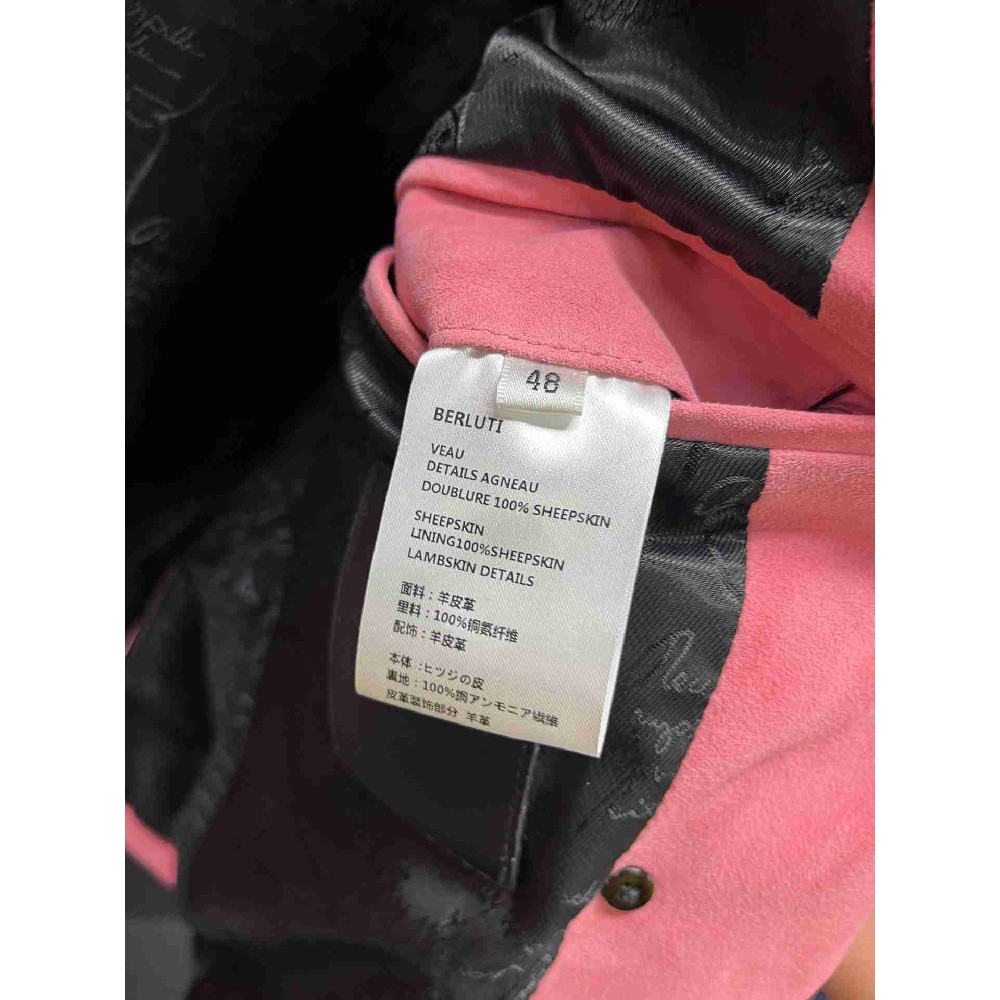 48
BERLUTI
VEAU
DETAILS AGNEAU
DOUBLURE 100% SHEEPSKIN
SHEEPSKIN
LINING100%SHEEPSKIN
LAMBSKIN DETAILS
面料：羊皮革
里料：100%铜氨纤维
配饰：羊皮革
本体 :ヒツジの皮
裏地：100%銅アンモニア繊維
皮革装飾部分 羊革